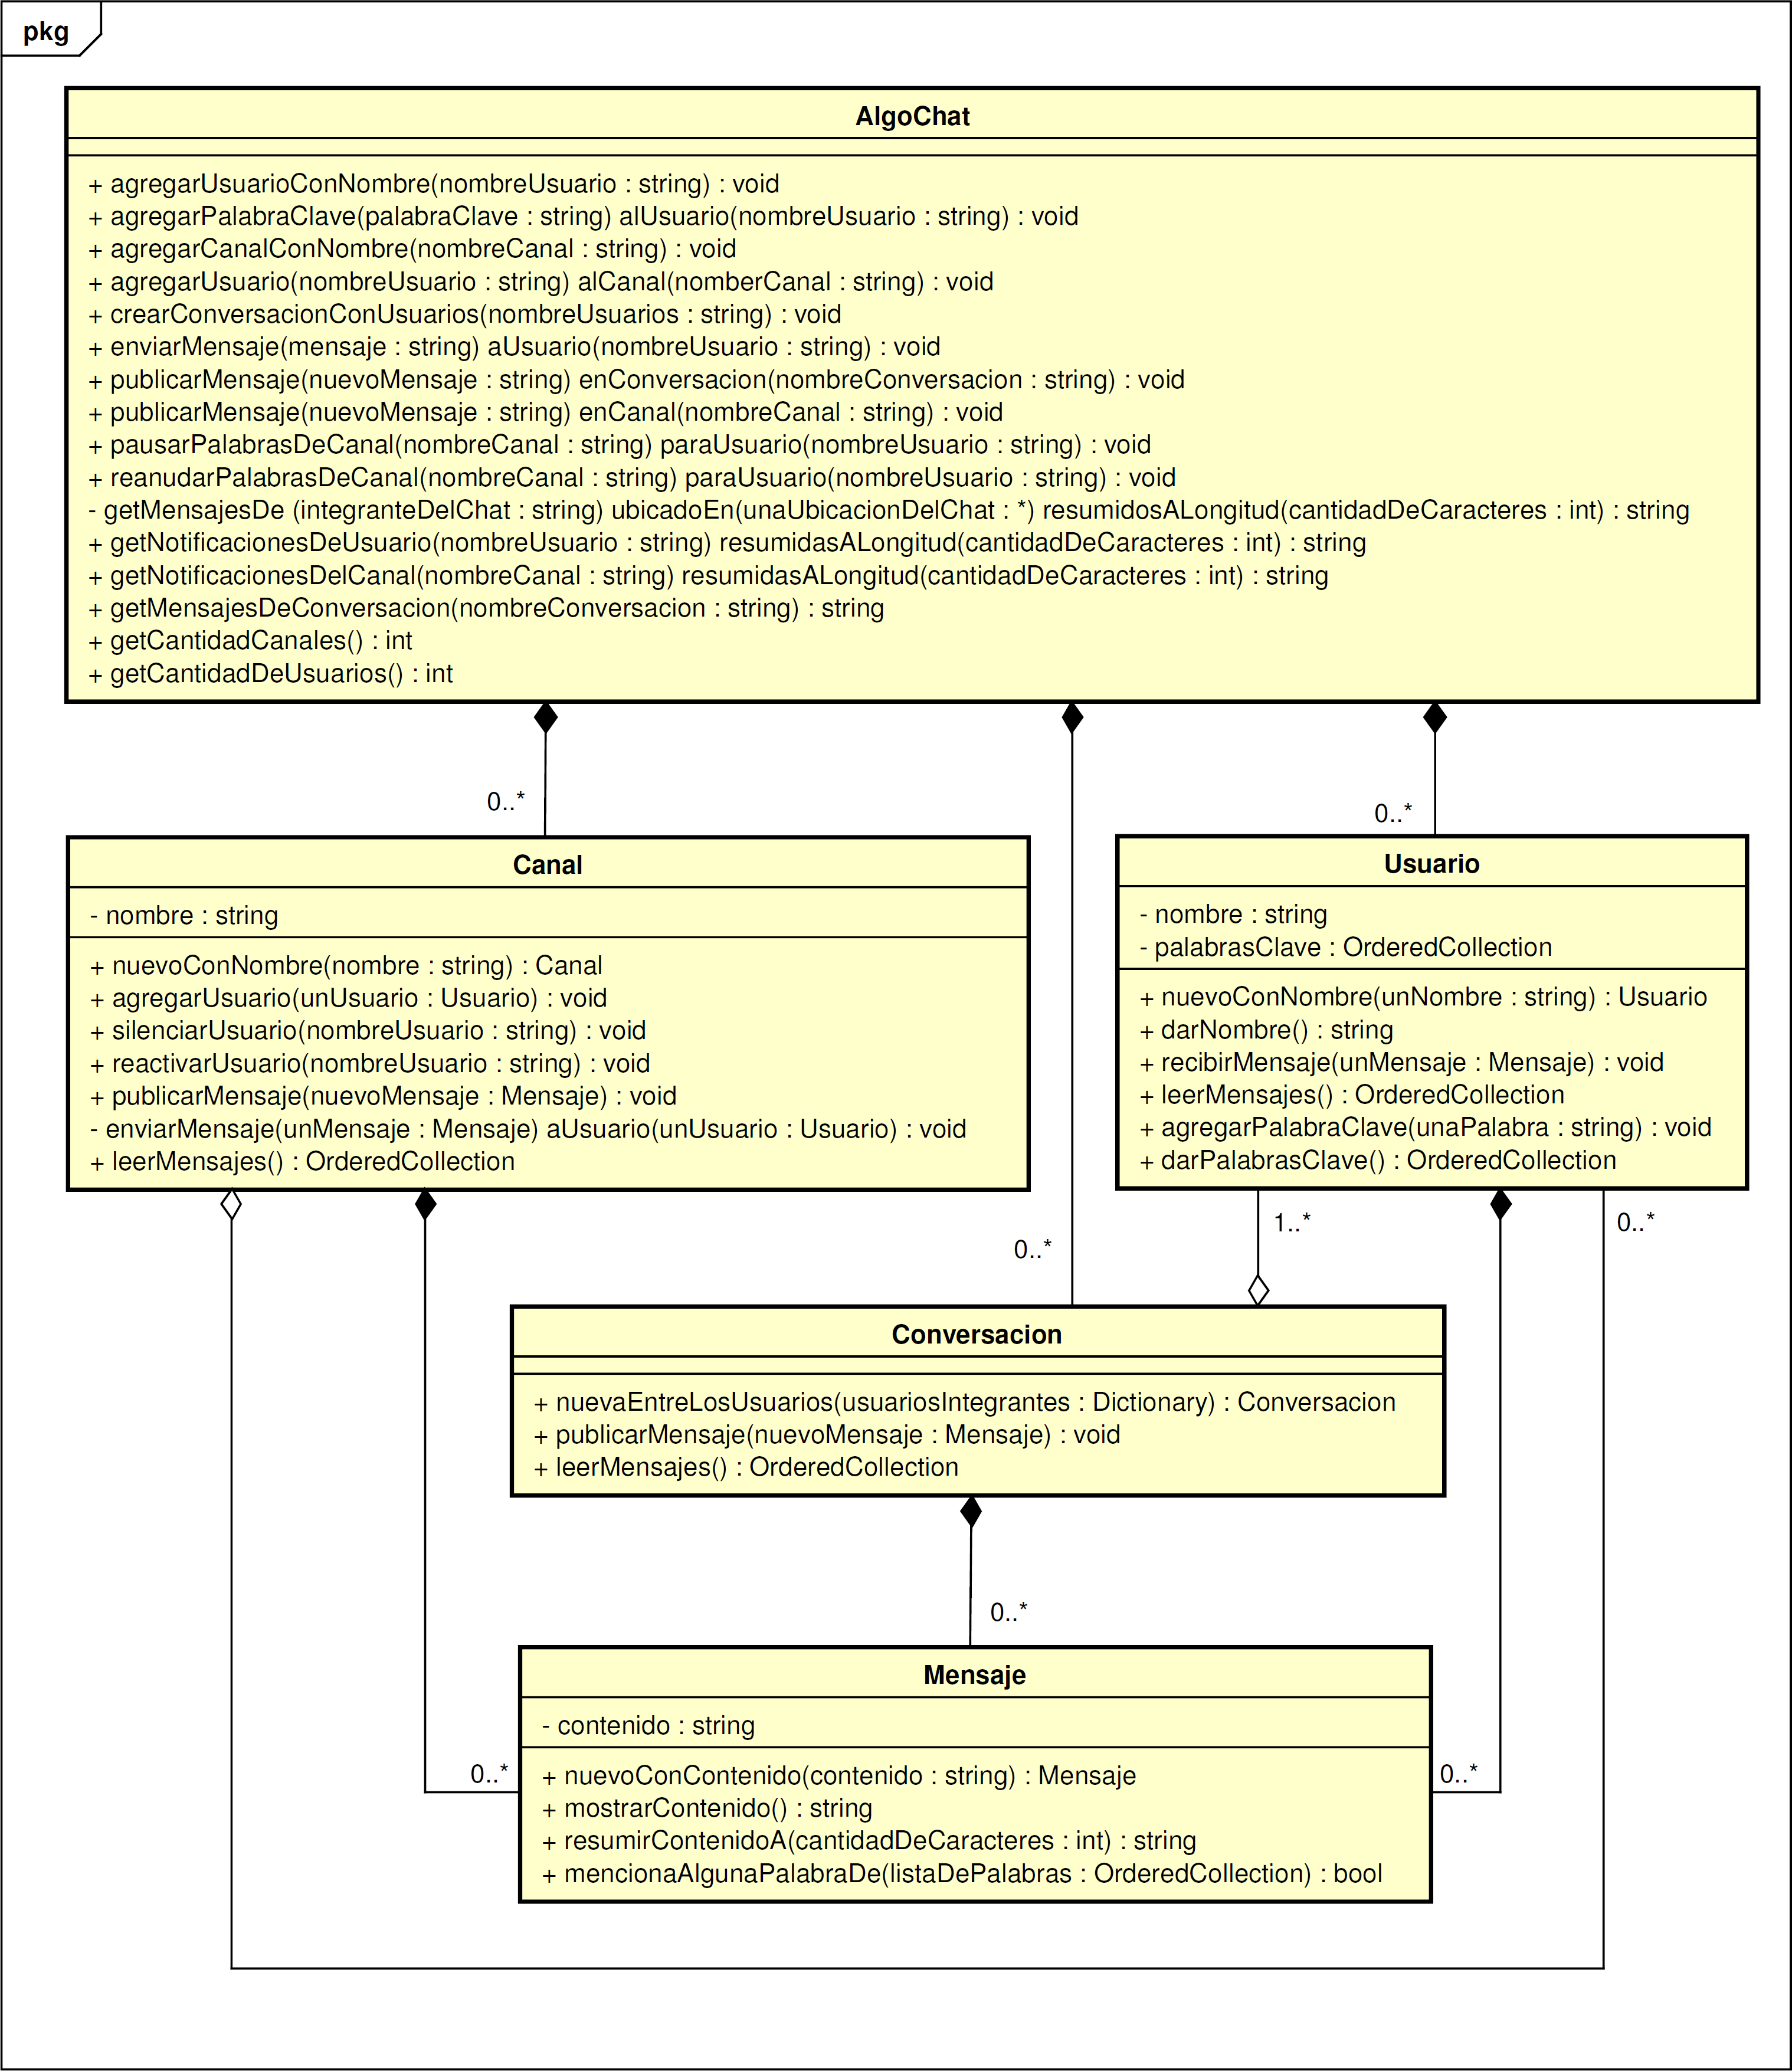 pkg
AlgoChat
+ agregarUsuarioConNombre(nombreUsuario : string) : void
+ agregarPalabraClave(palabraClave : string) alUsuario(nombreUsuario : string) : void
+ agregarCanalConNombre(nombreCanal : string) : void
+ agregarUsuario(nombreUsuario : string) alCanal(nomberCanal : string) : void
+ crearConversacionConUsuarios(nombreUsuarios : string) : void
+ enviarMensaje(mensaje : string) aUsuario(nombreUsuario : string) : void
+ publicarMensaje(nuevoMensaje : string) enConversacion(nombreConversacion : string) : void
+ publicarMensaje(nuevoMensaje : string) enCanal(nombreCanal : string) : void
+ pausarPalabrasDeCanal(nombreCanal : string) paraUsuario(nombreUsuario : string) : void
+ reanudarPalabrasDeCanal(nombreCanal : string) paraUsuario(nombreUsuario : string) : void
- getMensajesDe (integranteDelChat : string) ubicadoEn(unaUbicacionDelChat : *) resumidosALongitud(cantidadDeCaracteres : int) : string
+ getNotificacionesDeUsuario(nombreUsuario : string) resumidasALongitud(cantidadDeCaracteres : int) : string
+ getNotificacionesDelCanal(nombreCanal : string) resumidasALongitud(cantidadDeCaracteres : int) : string
+ getMensajesDeConversacion(nombreConversacion : string) : string
+ getCantidadCanales() : int
+ getCantidadDeUsuarios() : int
0..*
0..*
Canal
- nombre : string
+ nuevoConNombre(nombre : string) : Canal
+ agregarUsuario(unUsuario : Usuario) : void
+ silenciarUsuario(nombreUsuario : string) : void
+ reactivarUsuario(nombreUsuario : string) : void
+ publicarMensaje(nuevoMensaje : Mensaje) : void
- enviarMensaje(unMensaje : Mensaje) aUsuario(unUsuario : Usuario) : void
+ leerMensajes() : OrderedCollection
Usuario
- nombre : string
- palabrasClave : OrderedCollection
+ nuevoConNombre(unNombre : string) : Usuario
+ darNombre() : string
+ recibirMensaje(unMensaje : Mensaje) : void
+ leerMensajes() : OrderedCollection
+ agregarPalabraClave(unaPalabra : string) : void
+ darPalabrasClave() : OrderedCollection
1..*
0..*
0..*
Conversacion
+ nuevaEntreLosUsuarios(usuariosIntegrantes : Dictionary) : Conversacion
+ publicarMensaje(nuevoMensaje : Mensaje) : void
+ leerMensajes() : OrderedCollection
0..*
Mensaje
- contenido : string
+ nuevoConContenido(contenido : string) : Mensaje
+ mostrarContenido() : string
+ resumirContenidoA(cantidadDeCaracteres : int) : string
+ mencionaAlgunaPalabraDe(listaDePalabras : OrderedCollection) : bool
0..*
0..*